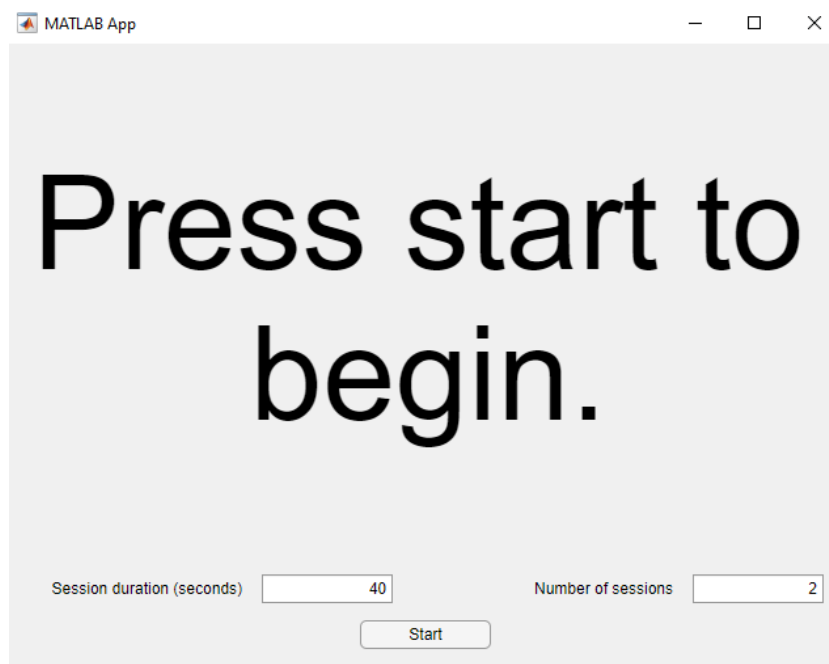 MATLAB App
Press start to
begin.
Session duration (seconds) 40 Number of sessions 2
Start